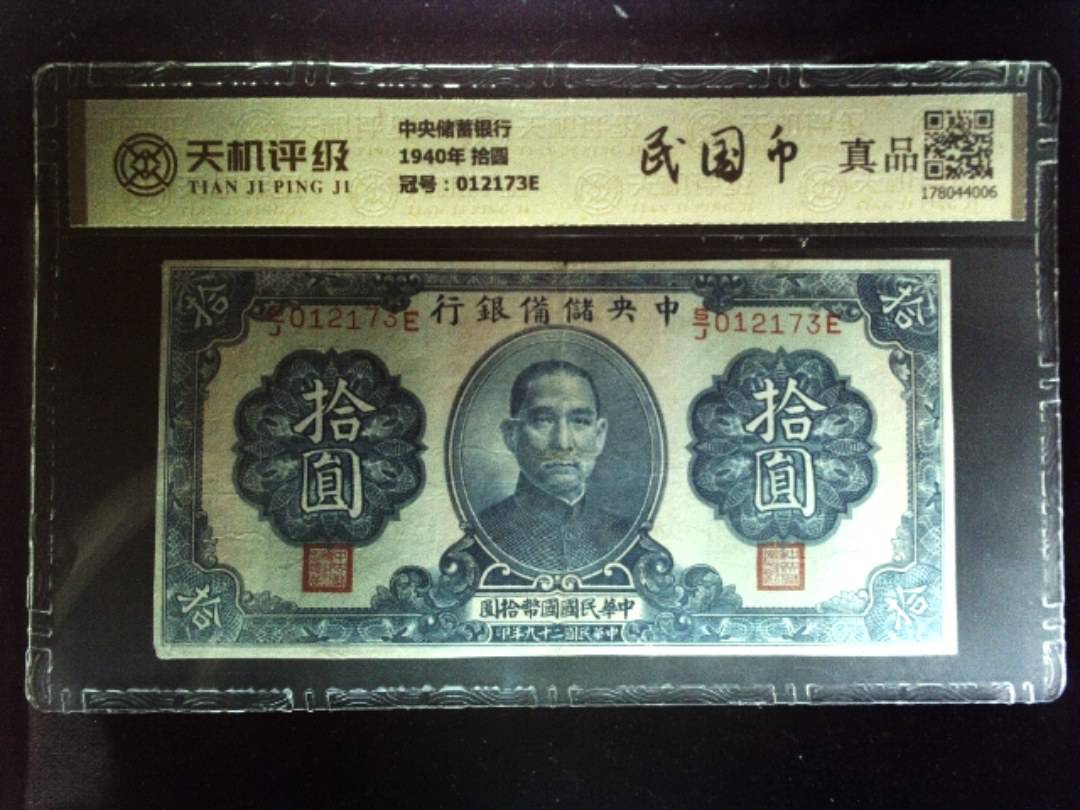 天机评级
TIAN JI PING JI
中央储蓄银行
1940年 拾圆
冠号：012173E
民国币
真品
178044006
拾
拾
行銀備儲央中
S/J 012173E
S/J 012173E
拾圓
拾圓
圓拾幣國國民華中
印年九十二國民華中
拾
拾